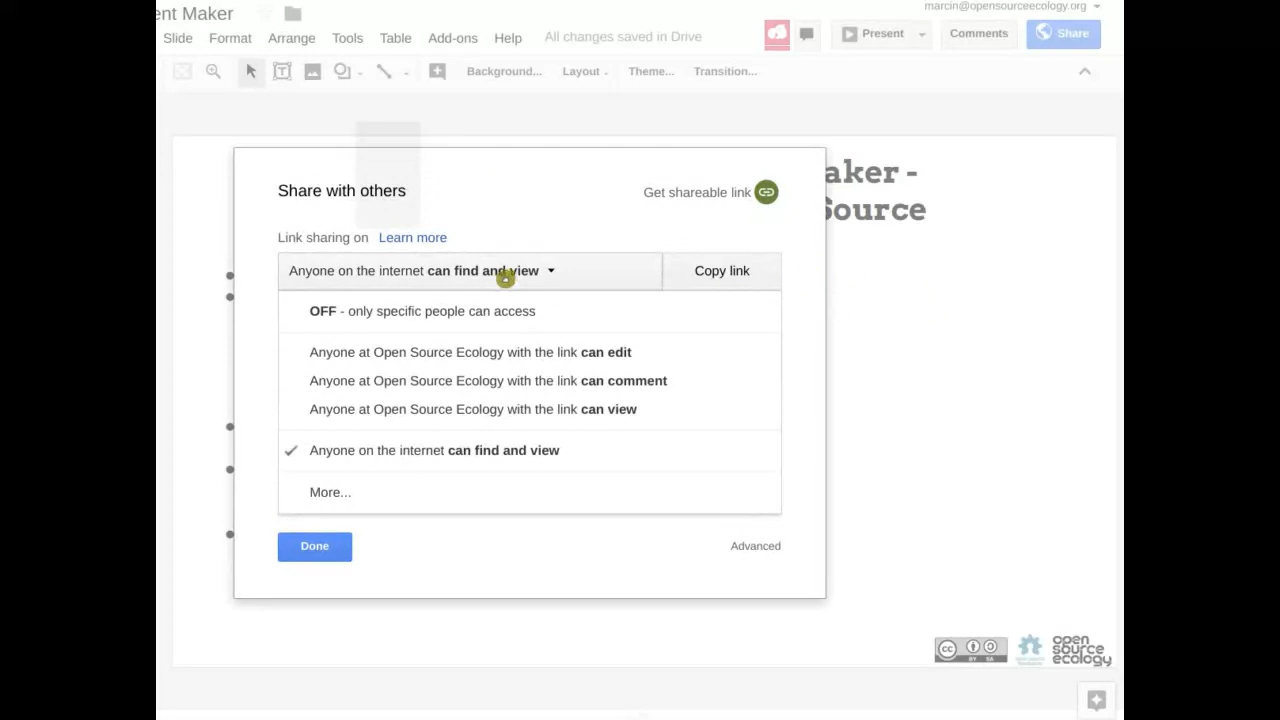 ent Maker
marcin@opensourceecology.org
Slide Format Arrange Tools Table Add-ons Help All changes saved in Drive
Present Comments Share
Background... Layout Theme... Transition...
aker -
Source
Share with others
Get shareable link
Link sharing on Learn more
Anyone on the internet can find and view
Copy link
OFF - only specific people can access
Anyone at Open Source Ecology with the link can edit
Anyone at Open Source Ecology with the link can comment
Anyone at Open Source Ecology with the link can view
Anyone on the internet can find and view
More...
Done
Advanced
cc
BY SA
open
source
ecology